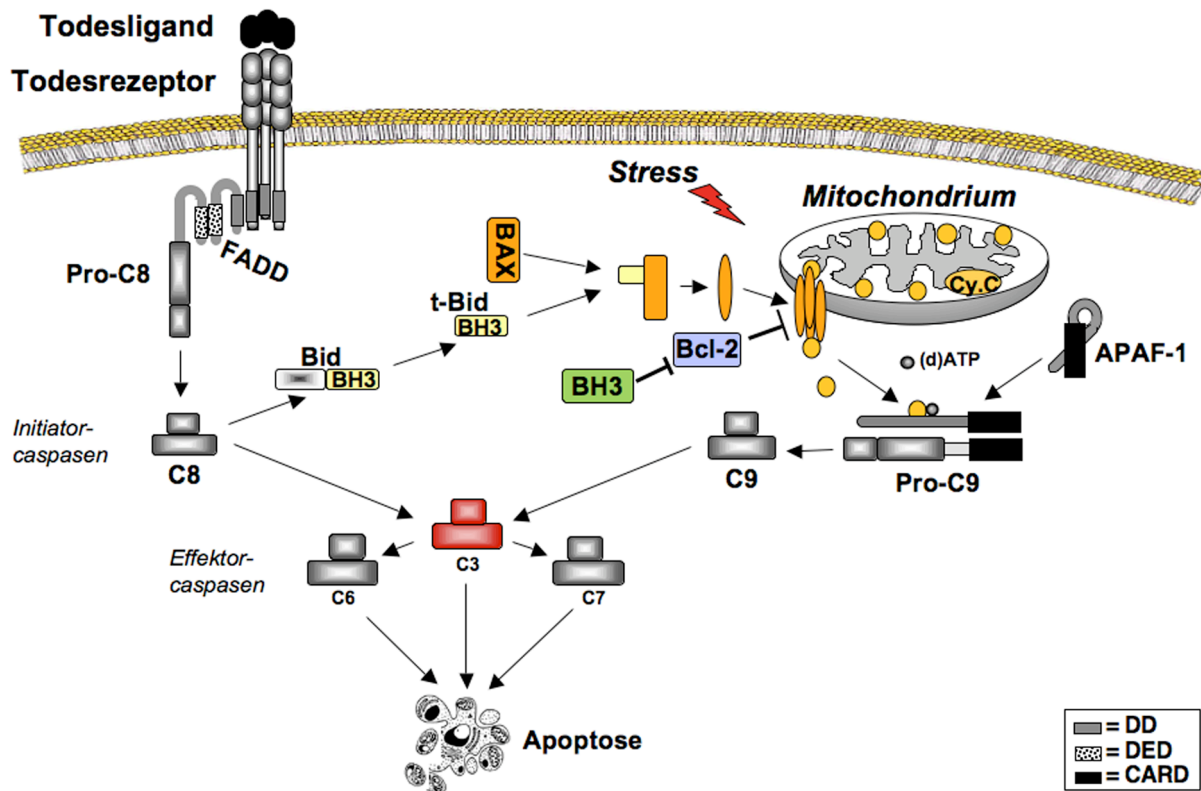 Todesligand
Todesrezeptor
Stress
Mitochondrium
FADD
Pro-C8
BAX
Cy.C
t-Bid
BH3
Bcl-2
(d)ATP
APAF-1
Bid
BH3
BH3
Initiator-
caspasen
C8
C9
Pro-C9
Effektor-
caspasen
C3
C6
C7
Apoptose
= DD
= DED
= CARD